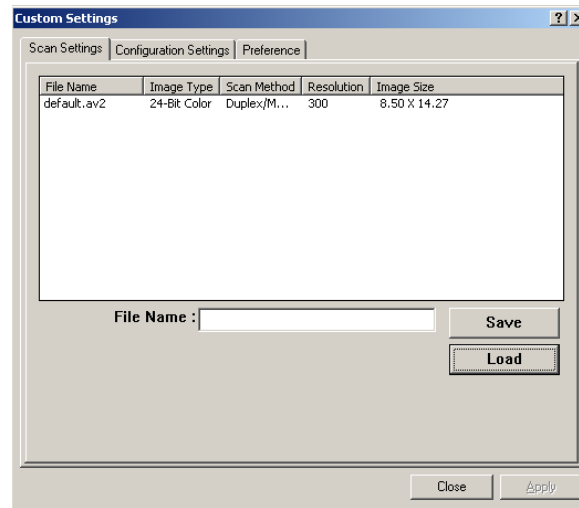 Custom Settings
Scan Settings Configuration Settings Preference
File Name Image Type Scan Method Resolution Image Size
default.av2 24-Bit Color Duplex/M... 300 8.50 X 14.27
File Name :
Save
Load
Close Apply